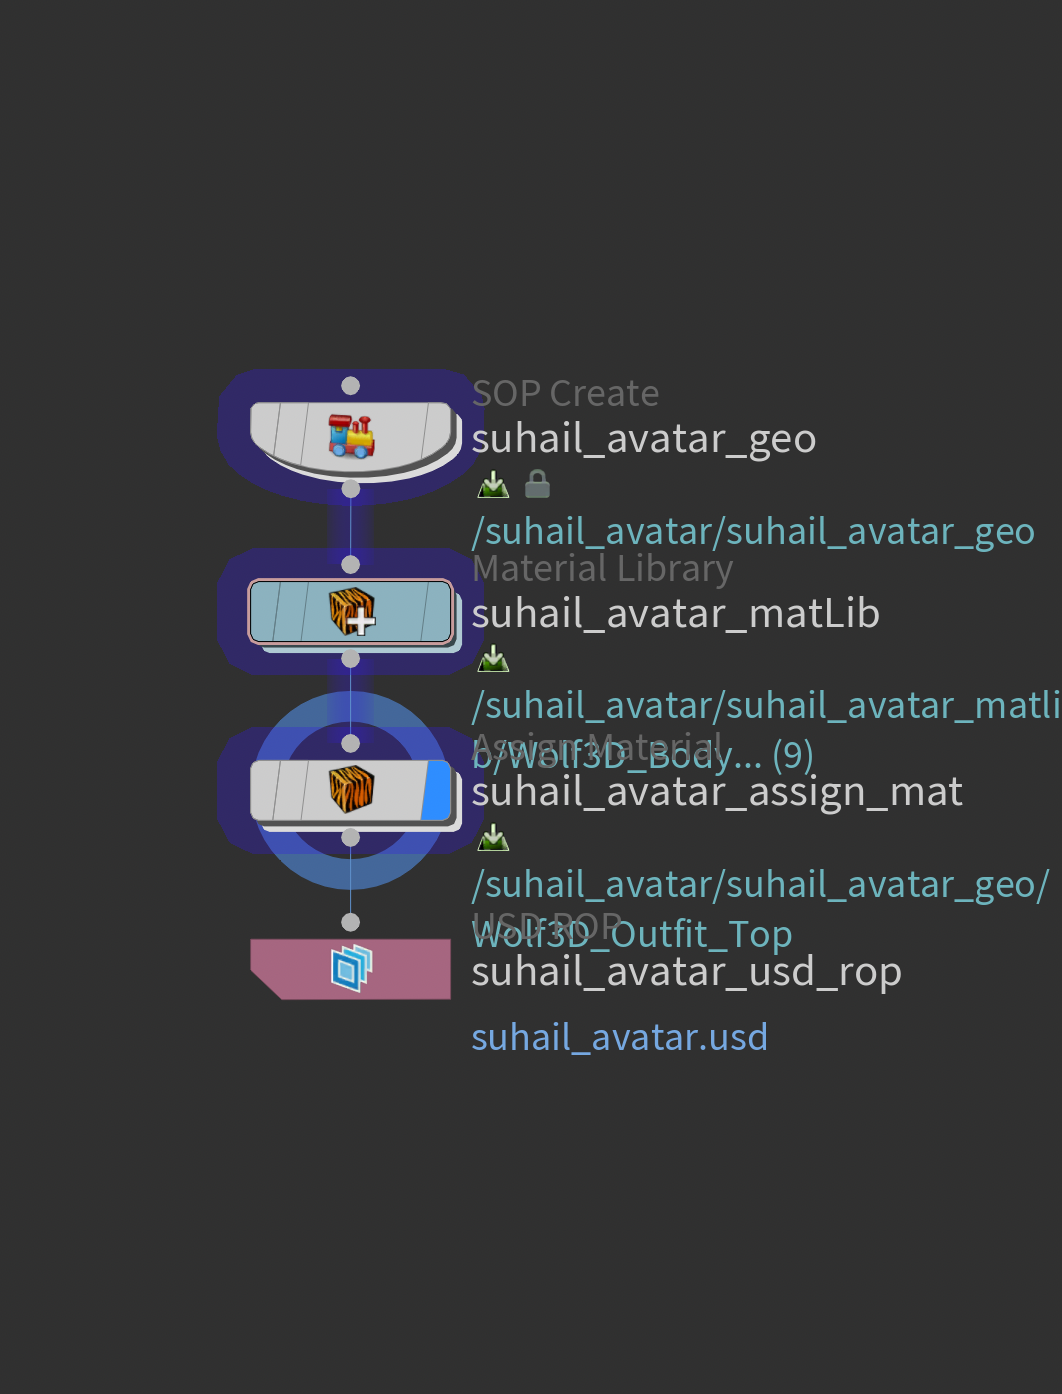 SOP Create
suhail_avatar_geo
/suhail_avatar/suhail_avatar_geo
Material Library
suhail_avatar_matLib
/suhail_avatar/suhail_avatar_matli
b/Wolf3D_Body... (9)
Assign Material
suhail_avatar_assign_mat
/suhail_avatar/suhail_avatar_geo/
Wolf3D_Outfit_Top
USD ROP
suhail_avatar_usd_rop
suhail_avatar.usd